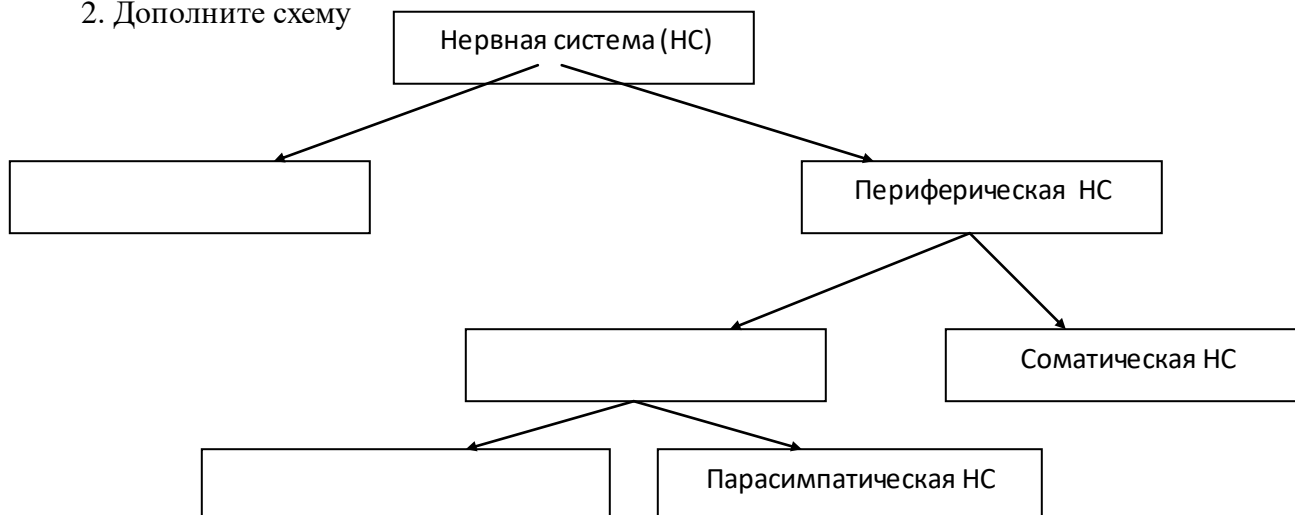 2. Дополните схему
Нервная система (НС)
Периферическая НС
Соматическая НС
Парасимпатическая НС